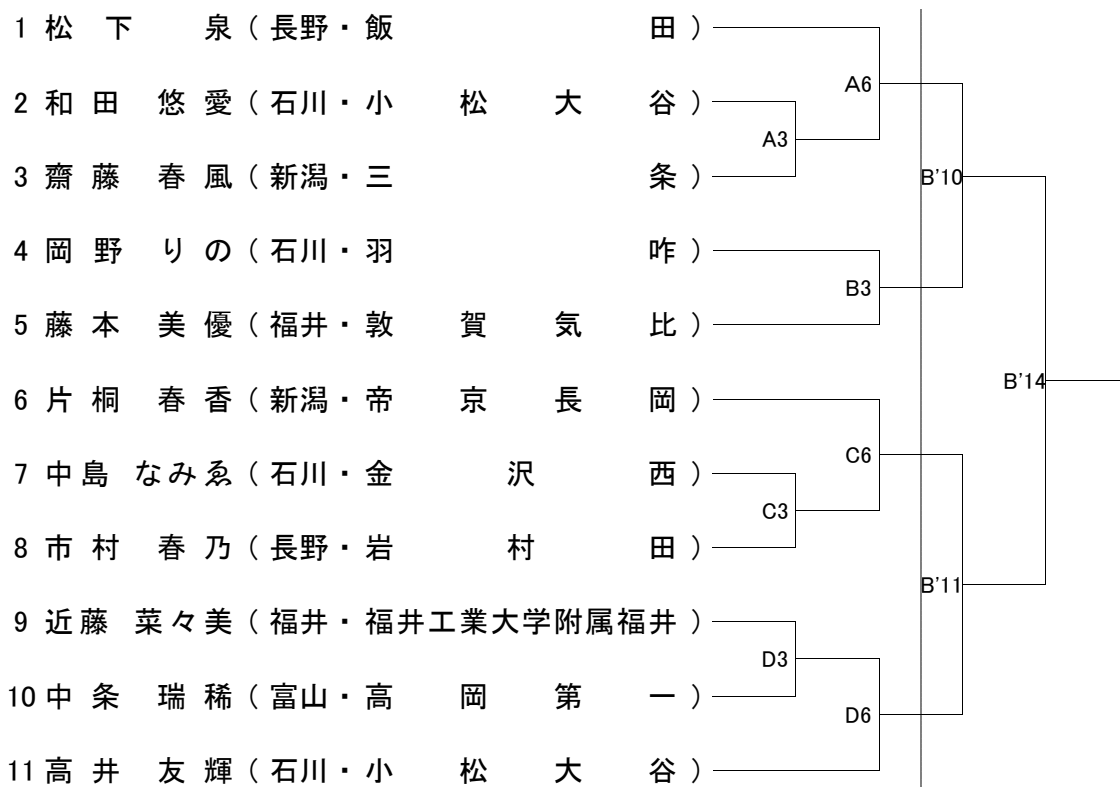 1 松下 泉（長野・飯田）
A6
2 和田 悠愛（石川・小松大谷）
A3
3 齋藤 春風（新潟・三条）
B'10
4 岡野 りの（石川・羽咋）
B3
5 藤本 美優（福井・敦賀気比）
B'14
6 片桐 春香（新潟・帝京長岡）
C6
7 中島 なみゑ（石川・金沢西）
C3
8 市村 春乃（長野・岩村田）
B'11
9 近藤 菜々美（福井・福井工業大学附属福井）
D3
10 中条 瑞稀（富山・高岡第一）
D6
11 高井 友輝（石川・小松大谷）